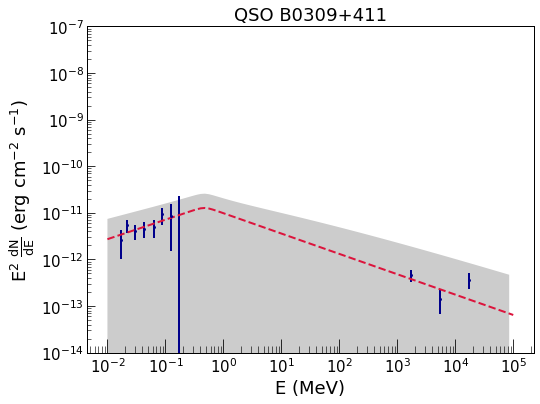 QSO B0309+411
E² dN/dE (erg cm⁻² s⁻¹)
10⁻⁷
10⁻⁸
10⁻⁹
10⁻¹⁰
10⁻¹¹
10⁻¹²
10⁻¹³
10⁻¹⁴
10⁻² 10⁻¹ 10⁰ 10¹ 10² 10³ 10⁴ 10⁵
E (MeV)